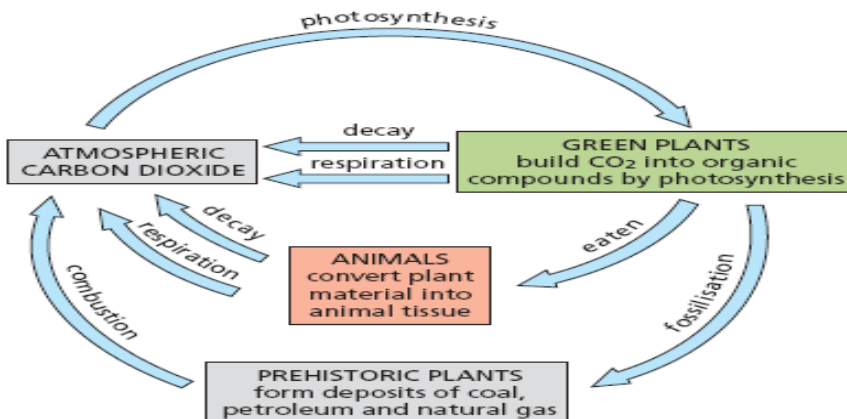 photosynthesis
ATMOSPHERIC
CARBON DIOXIDE
decay
respiration
GREEN PLANTS
build CO₂ into organic
compounds by photosynthesis
decay
respiration
combustion
ANIMALS
convert plant
material into
animal tissue
eaten
fossilisation
PREHISTORIC PLANTS
form deposits of coal,
petroleum and natural gas